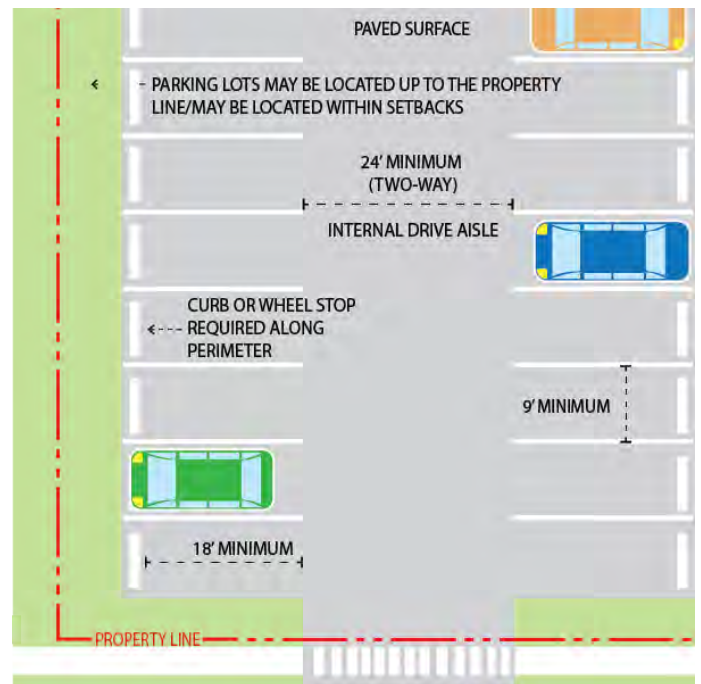 PAVED SURFACE
PARKING LOTS MAY BE LOCATED UP TO THE PROPERTY
LINE/MAY BE LOCATED WITHIN SETBACKS
24' MINIMUM
(TWO-WAY)
INTERNAL DRIVE AISLE
CURB OR WHEEL STOP
REQUIRED ALONG
PERIMETER
9' MINIMUM
18' MINIMUM
PROPERTY LINE